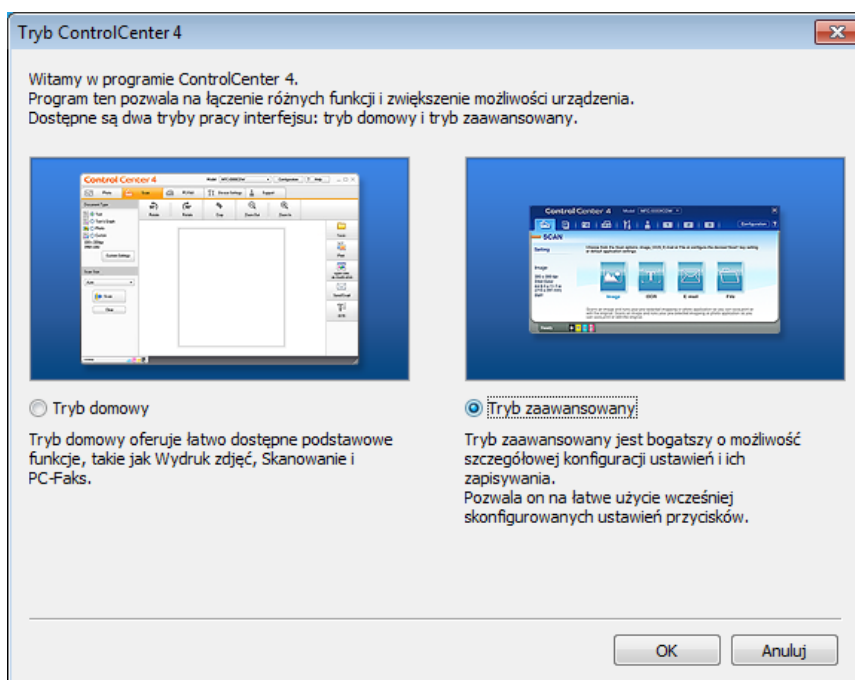 Tryb ControlCenter 4
Witamy w programie ControlCenter 4.
Program ten pozwala na łączenie różnych funkcji i zwiększenie możliwości urządzenia.
Dostępne są dwa tryby pracy interfejsu: tryb domowy i tryb zaawansowany.
Control Center 4
Control Center 4
SCAN
Image
OCR
E-mail
File
Tryb domowy
Tryb domowy oferuje łatwo dostępne podstawowe
funkcje, takie jak Wydruk zdjęć, Skanowanie i
PC-Faks.
Tryb zaawansowany
Tryb zaawansowany jest bogatszy o możliwość
szczegółowej konfiguracji ustawień i ich
zapisywania.
Pozwala on na łatwe użycie wcześniej
skonfigurowanych ustawień przycisków.
OK
Anuluj